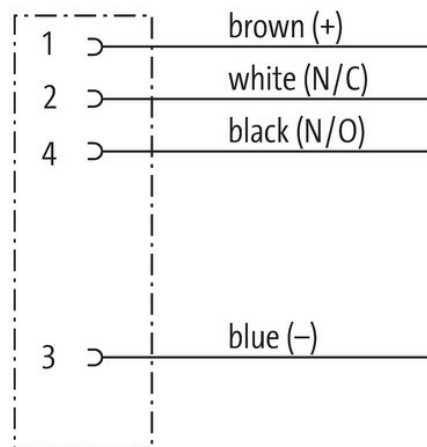 1 brown (+)
2 white (N/C)
4 black (N/O)
3 blue (–)